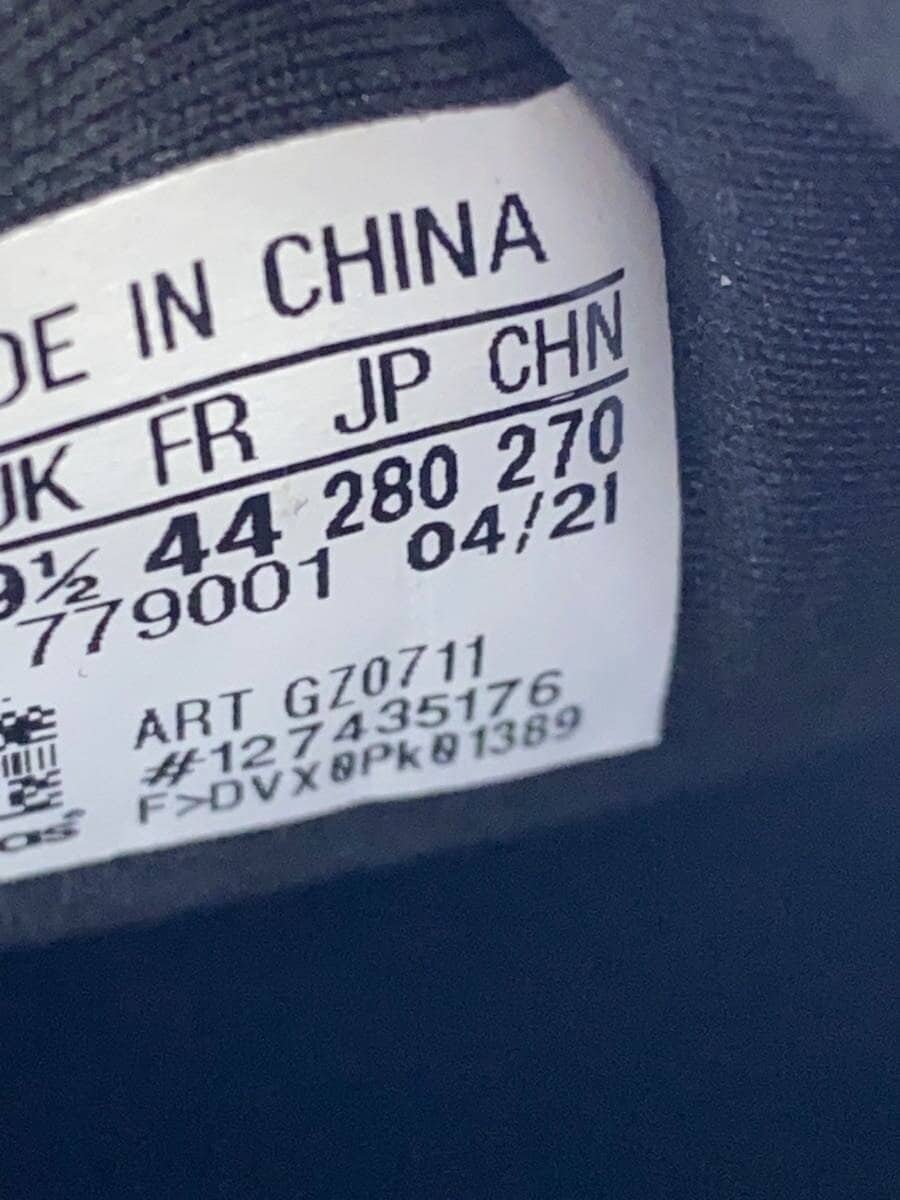 DE IN CHINA
UK FR JP CHN
9½ 44 280 270
779001 04/21
ART GZ0711
#127435176
F>DVX0Pk01389
as